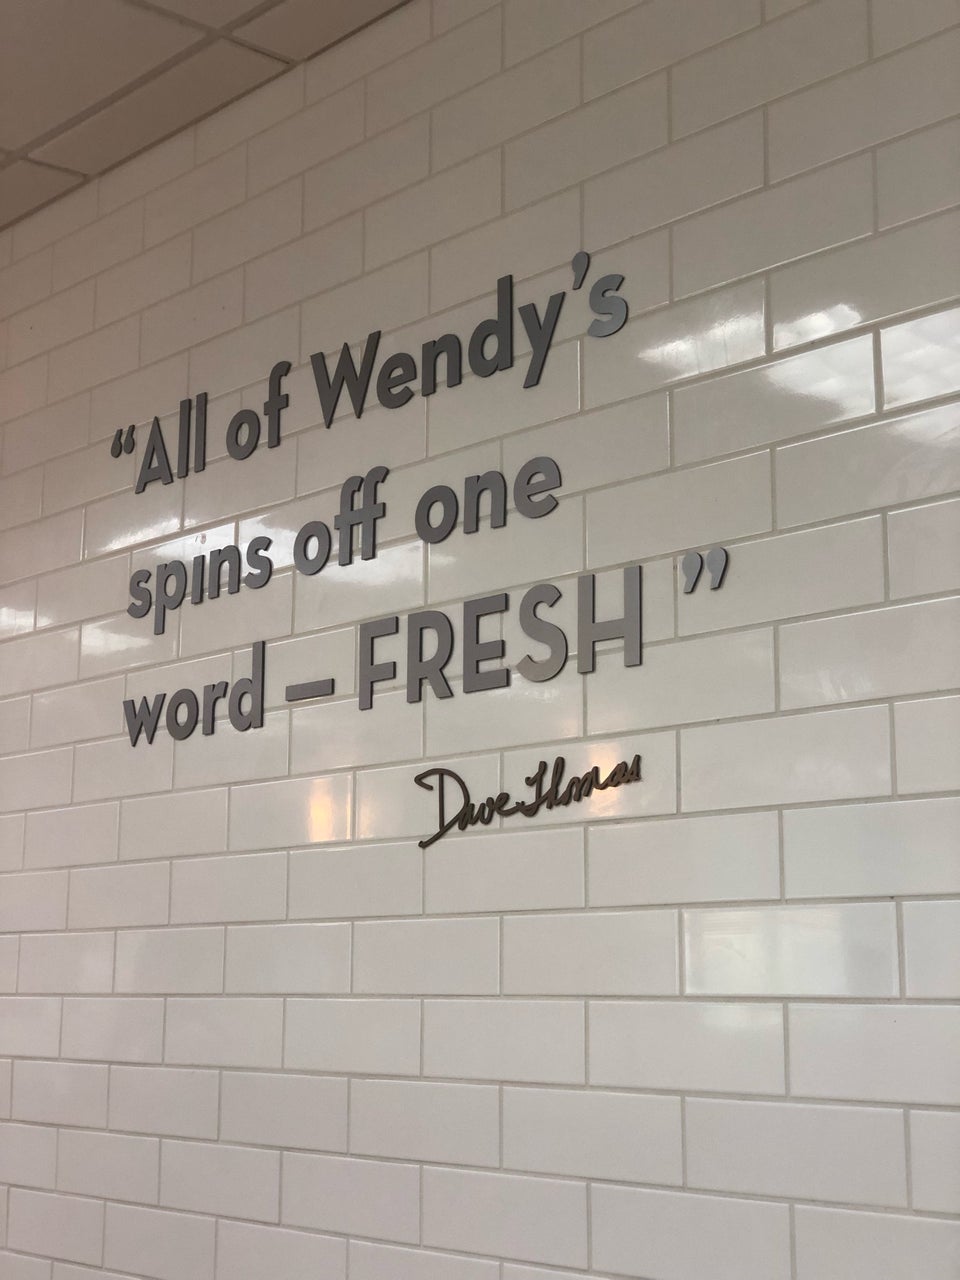 “All of Wendy’s
spins off one
word – FRESH ”
Dave Thomas